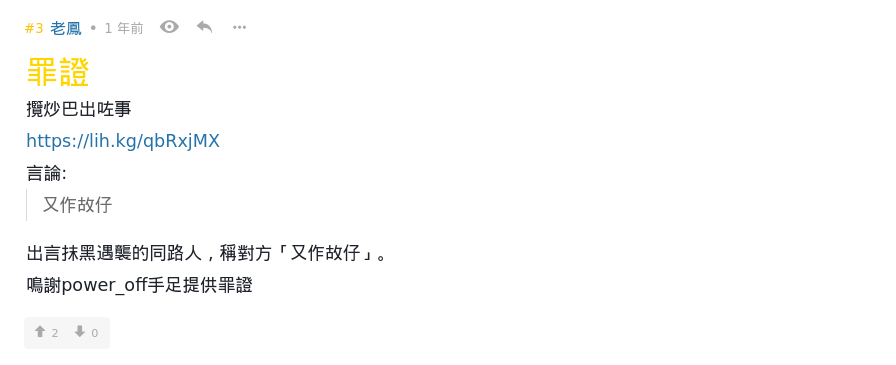 #3 老鳳 • 1 年前
罪證
攬炒巴出咗事
https://lih.kg/qbRxjMX
言論:
又作故仔
出言抹黑遇襲的同路人，稱對方「又作故仔」。
鳴謝power_off手足提供罪證
2 0